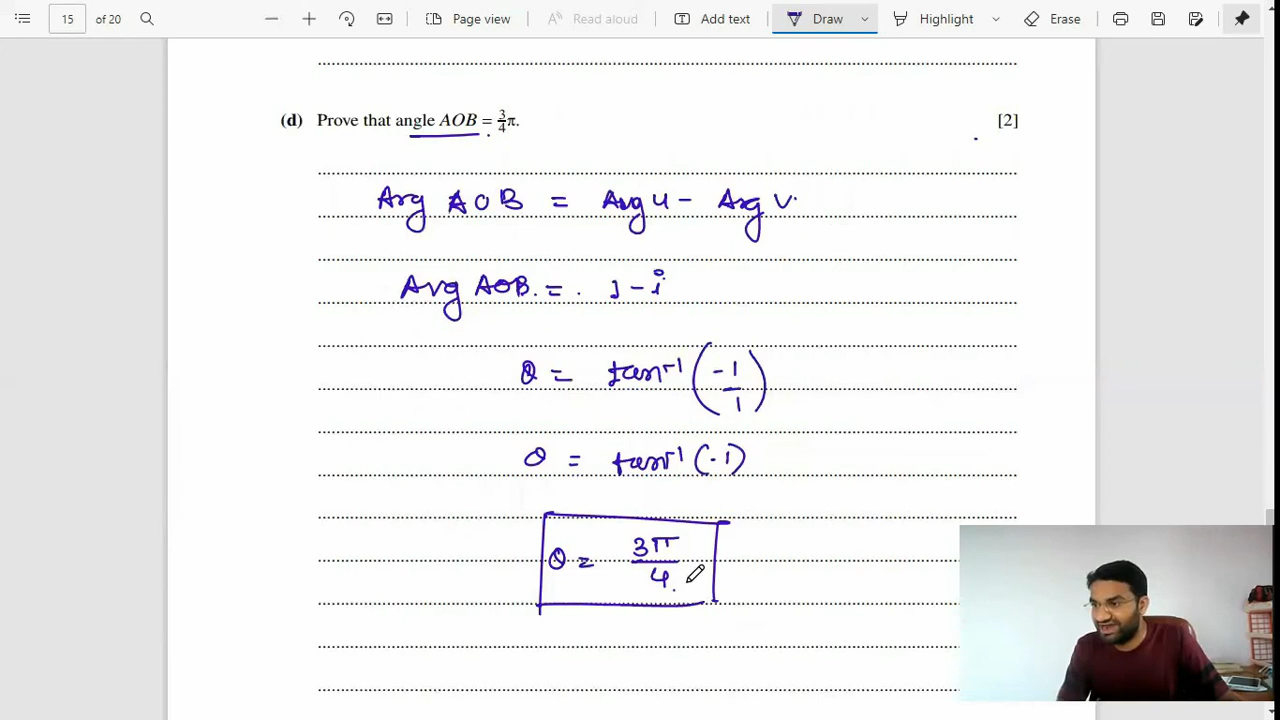 15 of 20 Page view Read aloud Add text Draw Highlight Erase
(d) Prove that angle AOB = 3/4 π. [2]
Arg AOB = Arg u - Arg v.
Arg AOB. = . 1 - i
θ = tan⁻¹ (-1/1)
θ = tan⁻¹ (-1)
θ = 3π/4.